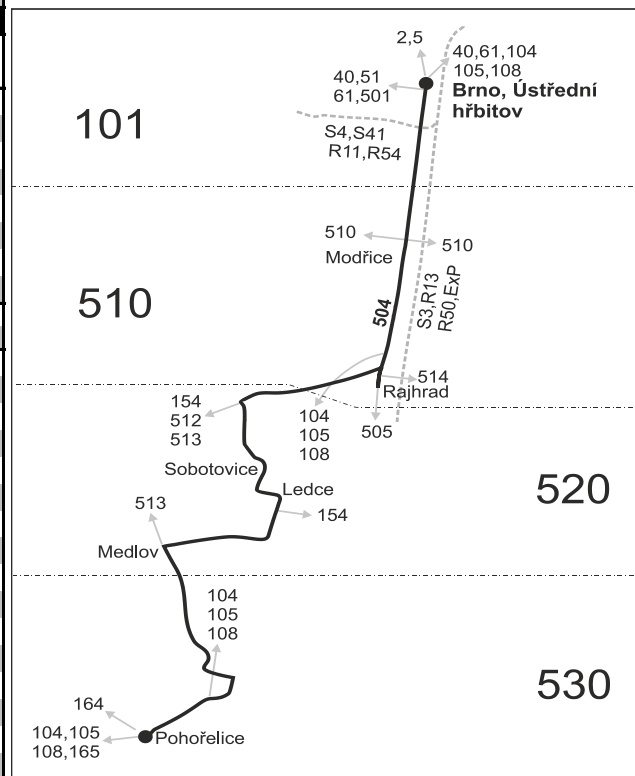 2,5
40,61,104
105,108
40,51
61,501
Brno, Ústřední
hřbitov
101
S4,S41
R11,R54
510
510
Modřice
510
504
S3,R13
R50,ExP
514
Rajhrad
154
512
513
104
105
108
505
Sobotovice
Ledce
520
513
154
Medlov
104
105
108
530
164
104,105
108,165
Pohořelice